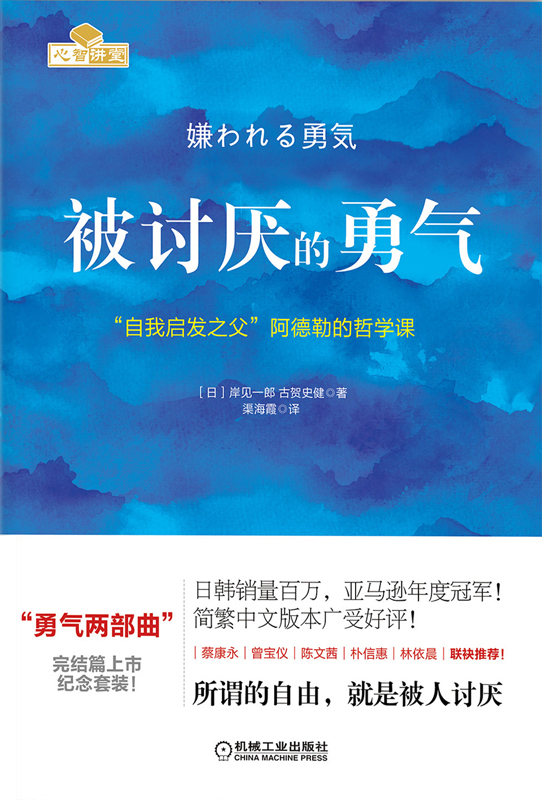 心智讲堂
嫌われる勇気
被讨厌的勇气
“自我启发之父”阿德勒的哲学课
［日］岸见一郎 古贺史健◎著
渠海霞◎译
“勇气两部曲”
完结篇上市
纪念套装！
日韩销量百万，亚马逊年度冠军！
简繁中文版本广受好评！
|蔡康永|曾宝仪|陈文茜|朴信惠|林依晨|联袂推荐！
所谓的自由，就是被人讨厌
机械工业出版社
CHINA MACHINE PRESS